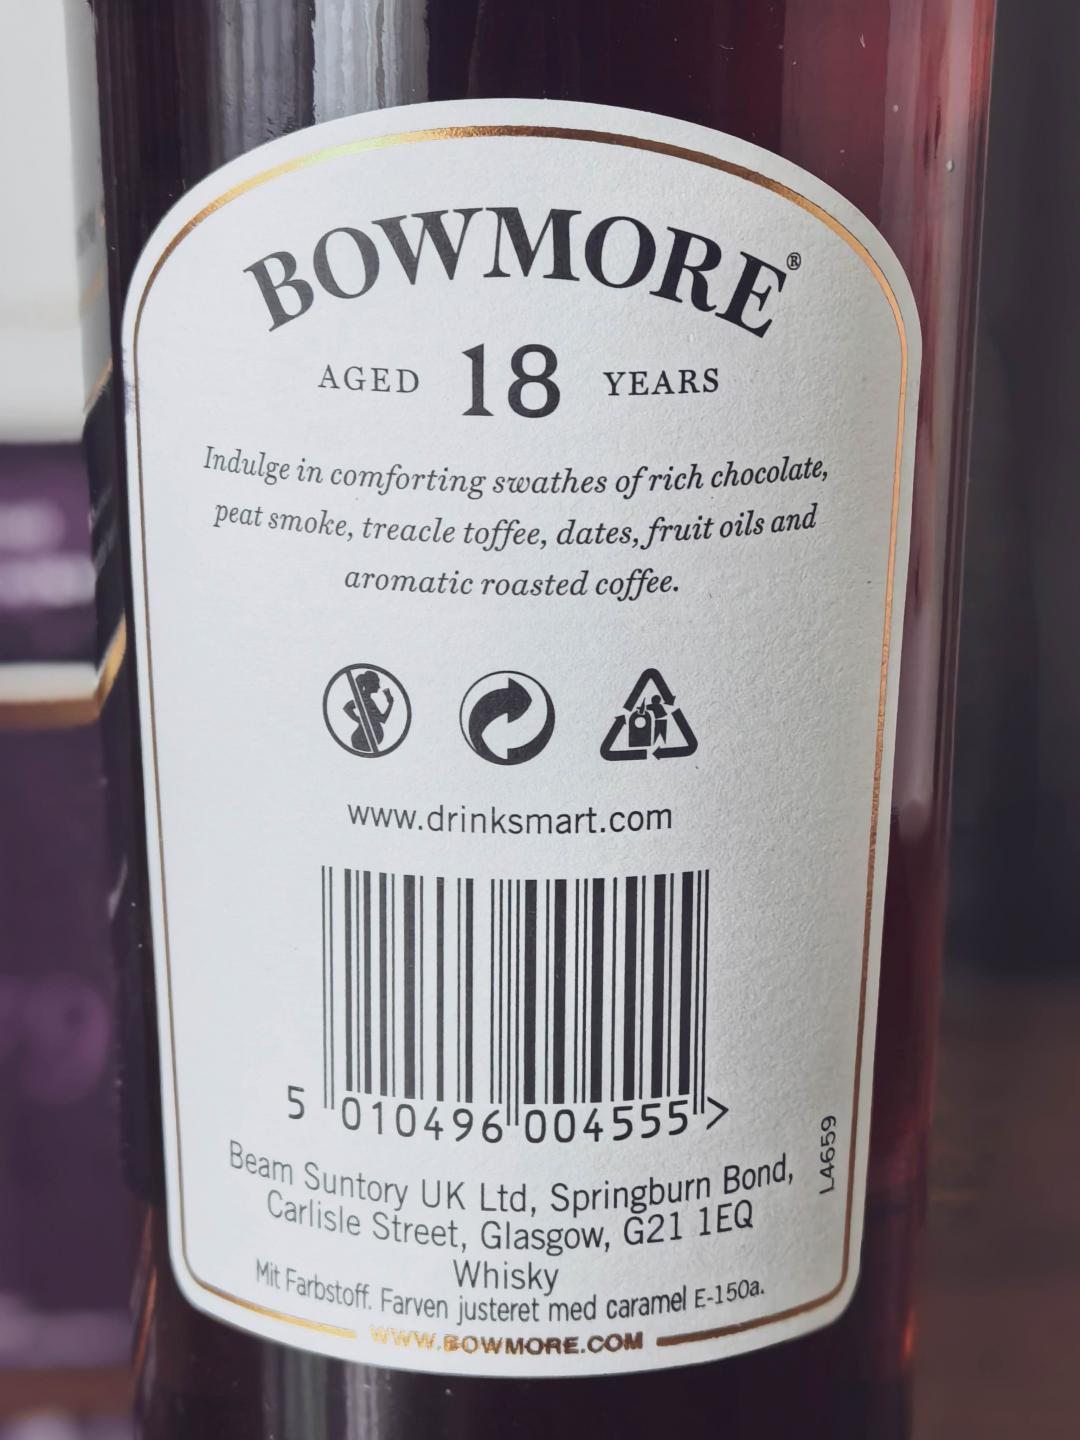 BOWMORE®
AGED 18 YEARS
Indulge in comforting swathes of rich chocolate,
peat smoke, treacle toffee, dates, fruit oils and
aromatic roasted coffee.
www.drinksmart.com
5 010496 004555 >
L4659
Beam Suntory UK Ltd, Springburn Bond,
Carlisle Street, Glasgow, G21 1EQ
Whisky
Mit Farbstoff. Farven justeret med caramel E-150a.
WWW.BOWMORE.COM